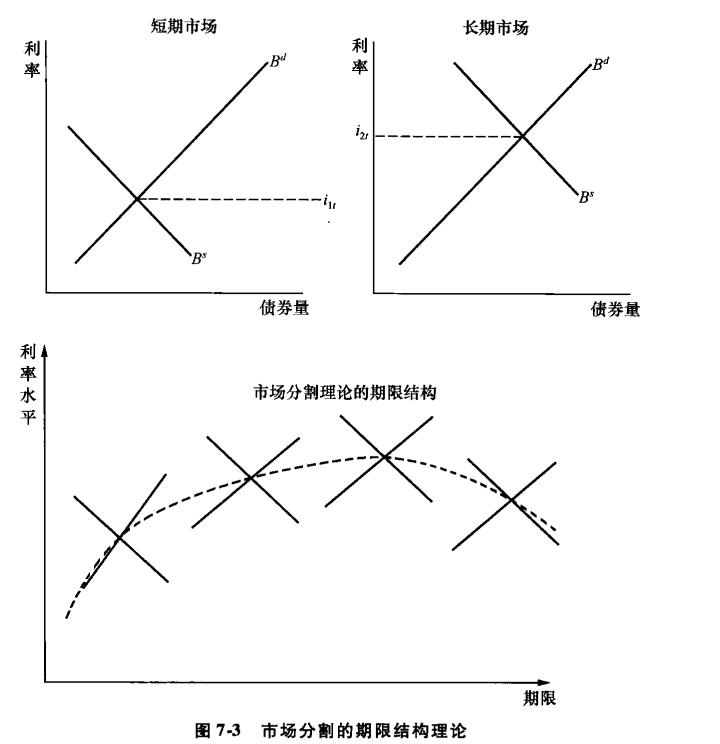 短期市场
利率
B^d
i_{1t}
B^s
债券量
长期市场
利率
B^d
i_{2t}
B^s
债券量
利率水平
市场分割理论的期限结构
期限
图 7-3 市场分割的期限结构理论